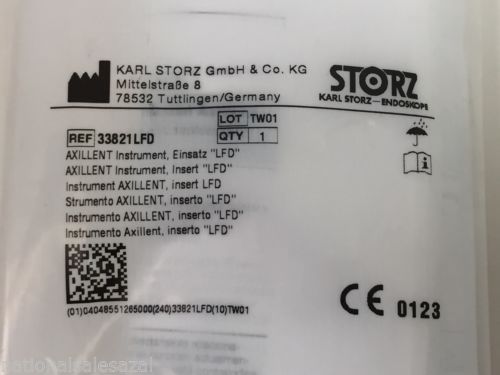 KARL STORZ GmbH & Co. KG
Mittelstraße 8
78532 Tuttlingen/Germany
STORZ
KARL STORZ—ENDOSKOPE
LOT TW01
REF 33821LFD
QTY 1
AXILLENT Instrument, Einsatz "LFD"
AXILLENT Instrument, Insert "LFD"
Instrument AXILLENT, insert LFD
Strumento AXILLENT, inserto "LFD"
Instrumento AXILLENT, inserto "LFD"
Instrumento Axillent, inserto "LFD"
(01)04048551265000(240)33821LFD(10)TW01
CE 0123
nationalsalesazal